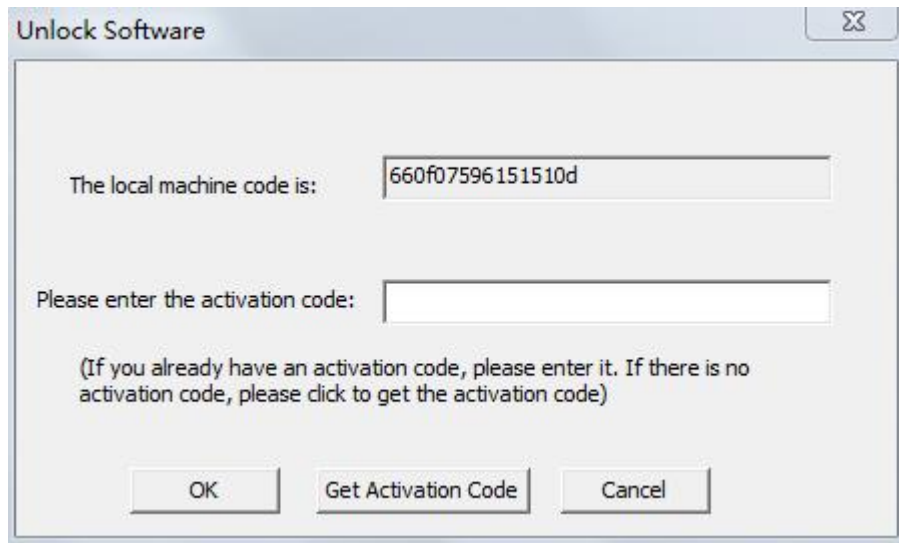 Unlock Software
The local machine code is:
660f07596151510d
Please enter the activation code:
(If you already have an activation code, please enter it. If there is no
activation code, please click to get the activation code)
OK
Get Activation Code
Cancel